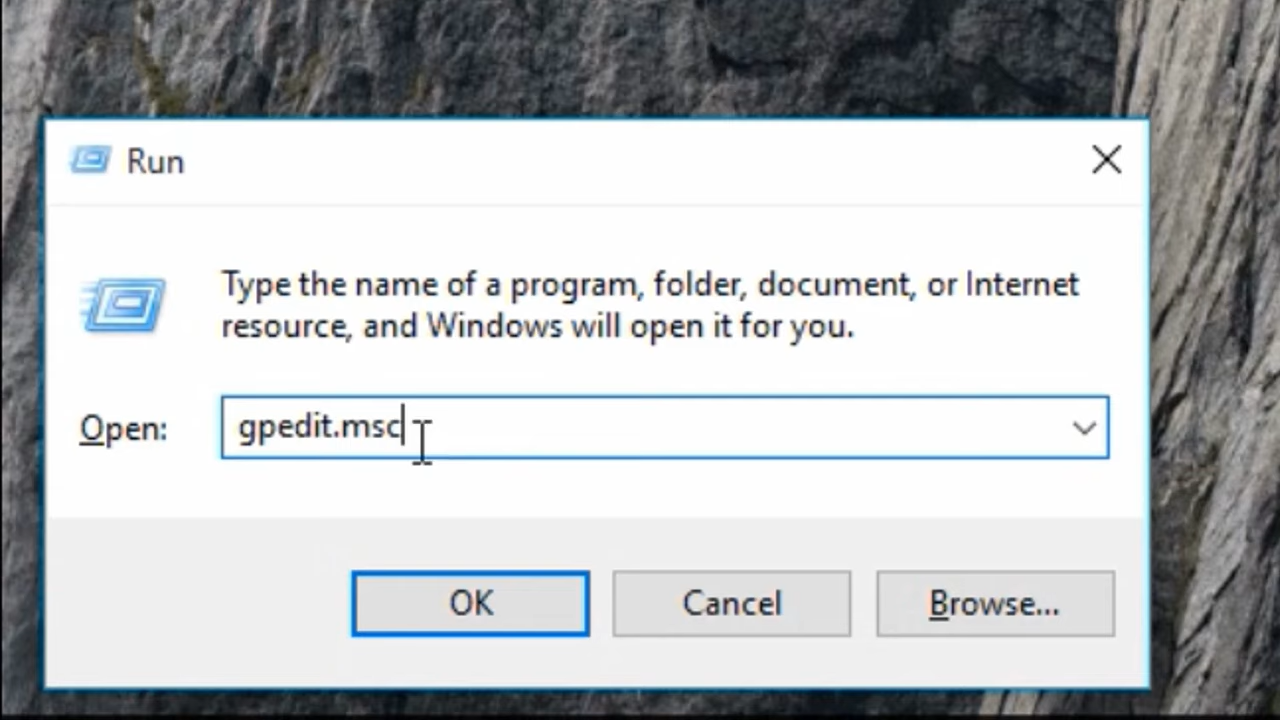 Run
Type the name of a program, folder, document, or Internet
resource, and Windows will open it for you.
Open: gpedit.msc
OK Cancel Browse...